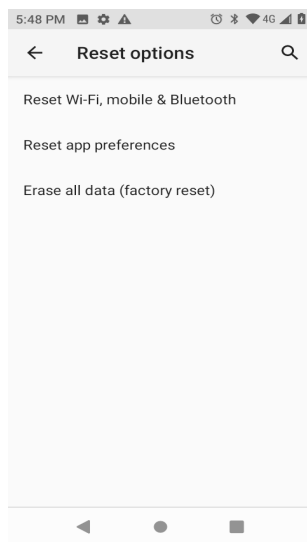 5:48 PM 4G
Reset options
Reset Wi-Fi, mobile & Bluetooth
Reset app preferences
Erase all data (factory reset)